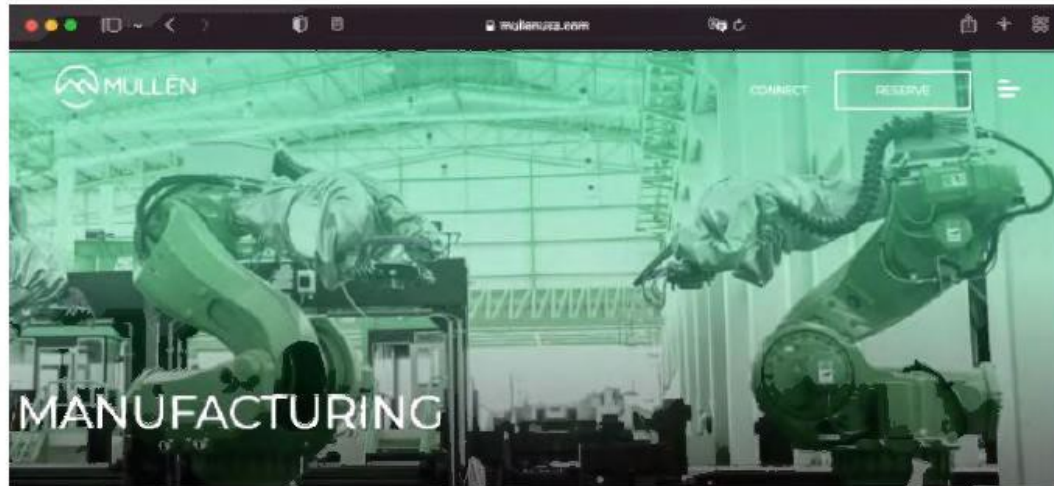 mullenusa.com
MULLEN
CONNECT
RESERVE
MANUFACTURING